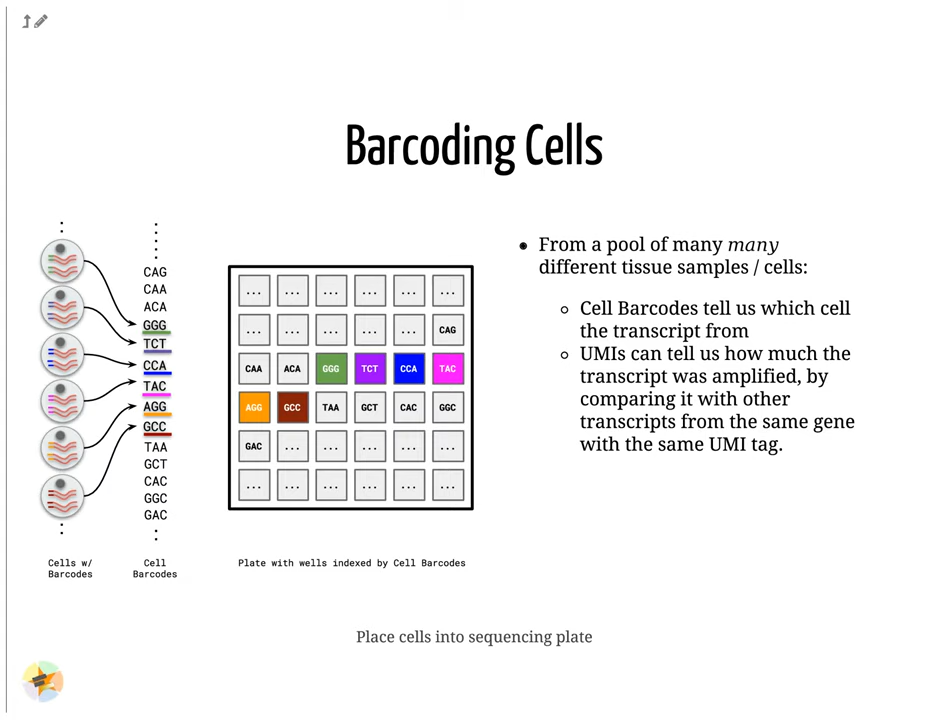 Barcoding Cells
CAG
CAA
ACA
GGG
TCT
CCA
TAC
AGG
GCC
TAA
GCT
CAC
GGC
GAC
Cells w/
Barcodes
Cell
Barcodes
... ... ... ... ... ...
... ... ... ... ... CAG
CAA ACA GGG TCT CCA TAC
AGG GCC TAA GCT CAC GGC
GAC ... ... ... ... ...
... ... ... ... ... ...
Plate with wells indexed by Cell Barcodes
From a pool of many many
different tissue samples / cells:
Cell Barcodes tell us which cell
the transcript from
UMIs can tell us how much the
transcript was amplified, by
comparing it with other
transcripts from the same gene
with the same UMI tag.
Place cells into sequencing plate